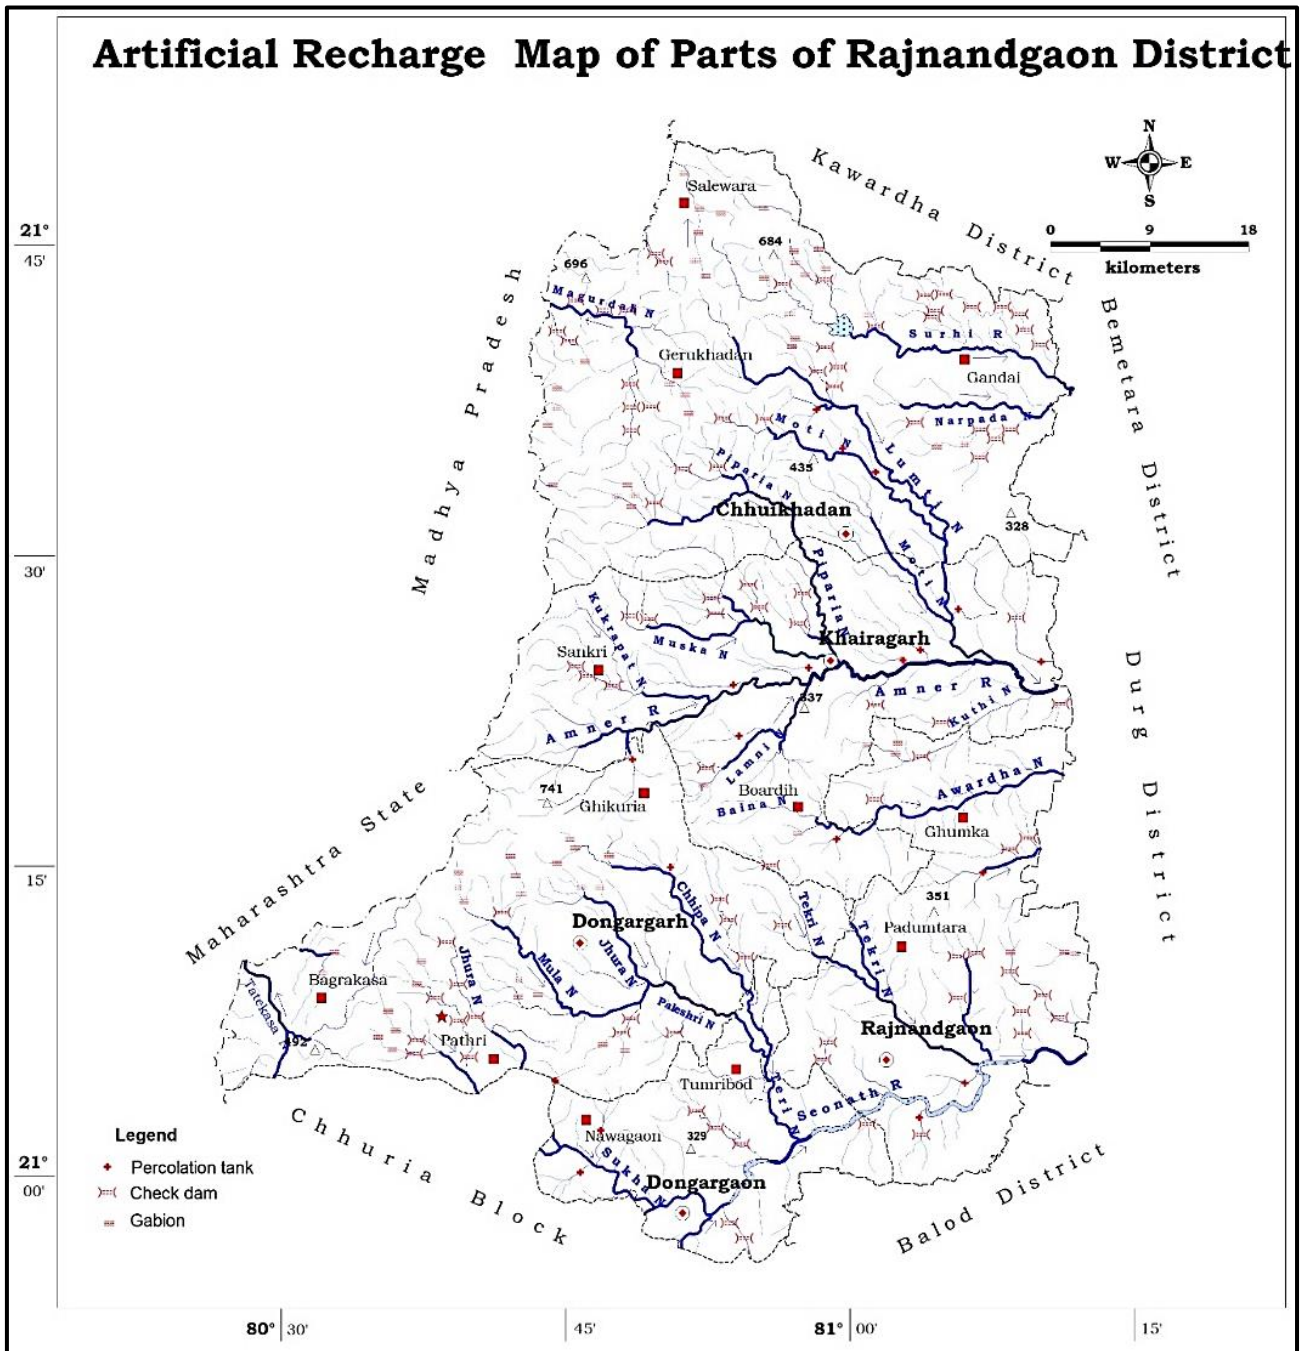 Artificial Recharge Map of Parts of Rajnandgaon District
N
W E
S
0 9 18
kilometers
Kawardha District
Salewara
684
21°
45'
696
Magurdah N
Surhi R
Gerukhadan
Gandai
Bemetara District
Madhya Pradesh
Narpada N
Moti N
Lumti N
435
Piparia N
Chhuikhadan
328
30'
Moti N
Piparia N
Kukrapat N
Khairagarh
Muska N
Sankri
Durg District
Amner R
Kuthi N
337
Amner R
Lamni N
Awardha N
741
Boardih
Ghikuria
Baina N
Ghumka
Maharashtra State
15'
351
Chhipa N
Tekri N
Dongargarh
Padumtara
Tekri N
Jhura N
Mula N
Jhura N
Bagrakasa
Tatekasa
Pakshri N
Rajnandgaon
492
Pathri
Tumribod
Teri N
Seonath R
Chhuria Block
Nawagaon
329
Sukha N
Dongargaon
Balod District
21°
00'
Legend
Percolation tank
Check dam
Gabion
80° 30' 45' 81° 00' 15'